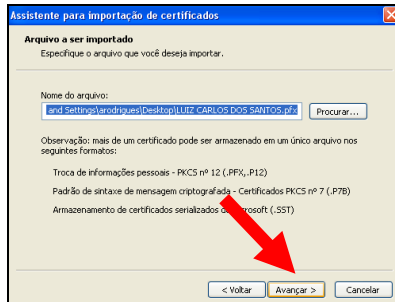 Assistente para importação de certificados
Arquivo a ser importado
Especifique o arquivo que você deseja importar.
Nome do arquivo:
and Settings\arodrigues\Desktop\LUIZ CARLOS DOS SANTOS.pfx
Procurar...
Observação: mais de um certificado pode ser armazenado em um único arquivo nos
seguintes formatos:
Troca de informações pessoais - PKCS nº 12 (.PFX,.P12)
Padrão de sintaxe de mensagem criptografada - Certificados PKCS nº 7 (.P7B)
Armazenamento de certificados serializados da Microsoft (.SST)
< Voltar
Avançar >
Cancelar